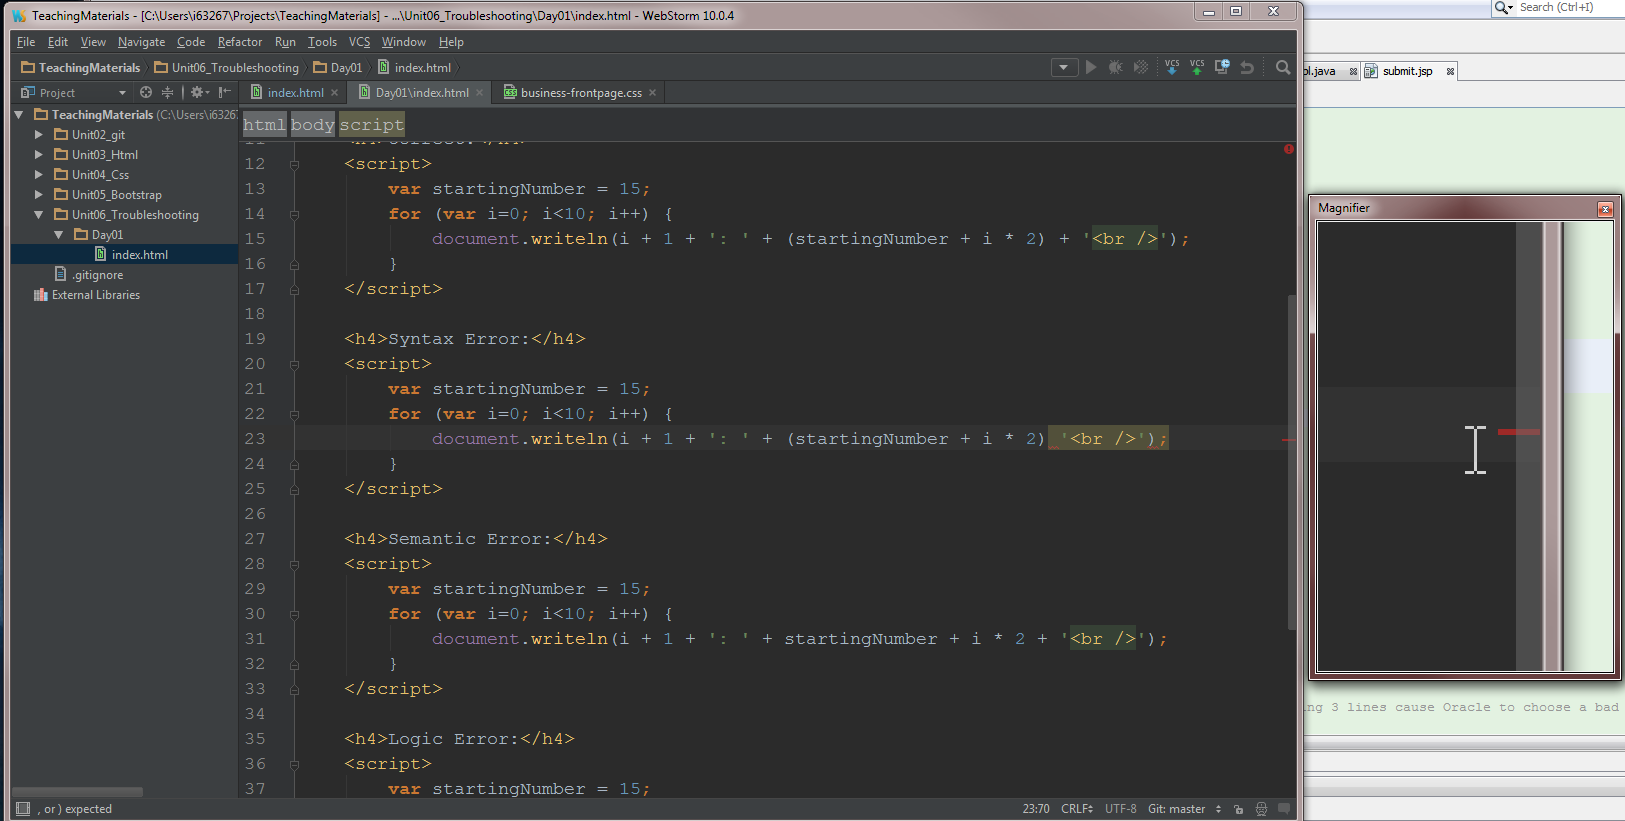 TeachingMaterials - [C:\Users\i63267\Projects\TeachingMaterials] - ...\Unit06_Troubleshooting\Day01\index.html - WebStorm 10.0.4
Search (Ctrl+I)
File Edit View Navigate Code Refactor Run Tools VCS Window Help
TeachingMaterials Unit06_Troubleshooting Day01 index.html
VCS VCS
ol.java submit.jsp
Project index.html Day01\index.html business-frontpage.css
TeachingMaterials (C:\Users\i63267
Unit02_git
Unit03_Html
Unit04_Css
Unit05_Bootstrap
Unit06_Troubleshooting
Day01
index.html
.gitignore
External Libraries
html body script
12 <script>
13 var startingNumber = 15;
14 for (var i=0; i<10; i++) {
15 document.writeln(i + 1 + ': ' + (startingNumber + i * 2) + '<br />');
16 }
17 </script>
18
19 <h4>Syntax Error:</h4>
20 <script>
21 var startingNumber = 15;
22 for (var i=0; i<10; i++) {
23 document.writeln(i + 1 + ': ' + (startingNumber + i * 2) '<br />');
24 }
25 </script>
26
27 <h4>Semantic Error:</h4>
28 <script>
29 var startingNumber = 15;
30 for (var i=0; i<10; i++) {
31 document.writeln(i + 1 + ': ' + startingNumber + i * 2 + '<br />');
32 }
33 </script>
34
35 <h4>Logic Error:</h4>
36 <script>
37 var startingNumber = 15;
, or ) expected
23:70 CRLF UTF-8 Git: master
Magnifier
ng 3 lines cause Oracle to choose a bad